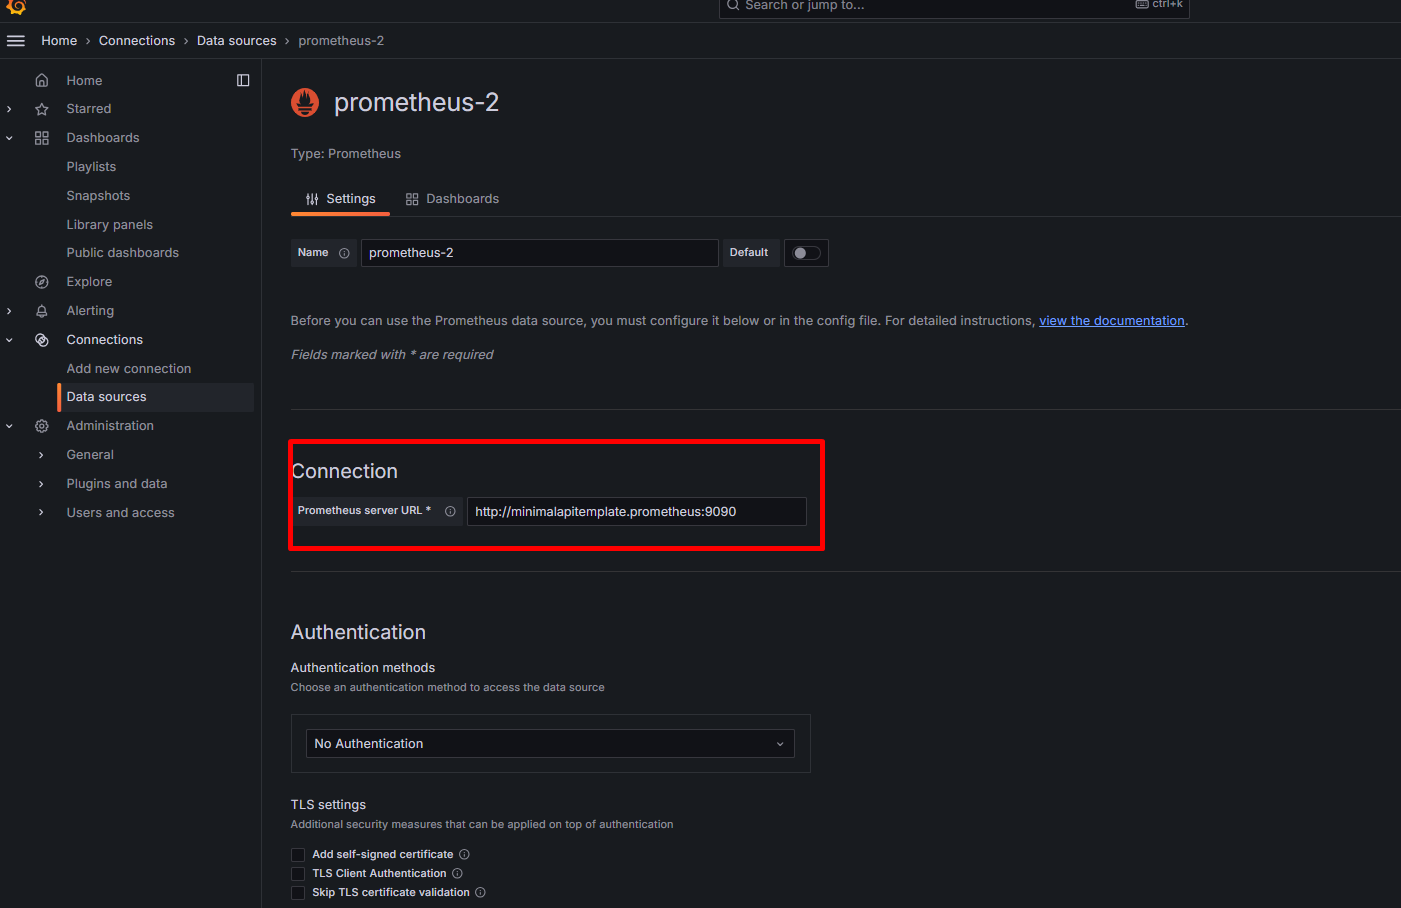 Search or jump to...
ctrl+k
Home › Connections › Data sources › prometheus-2
Home
Starred
Dashboards
Playlists
Snapshots
Library panels
Public dashboards
Explore
Alerting
Connections
Add new connection
Data sources
Administration
General
Plugins and data
Users and access
prometheus-2
Type: Prometheus
Settings Dashboards
Name prometheus-2 Default
Before you can use the Prometheus data source, you must configure it below or in the config file. For detailed instructions, view the documentation.
Fields marked with * are required
Connection
Prometheus server URL * http://minimalapitemplate.prometheus:9090
Authentication
Authentication methods
Choose an authentication method to access the data source
No Authentication
TLS settings
Additional security measures that can be applied on top of authentication
Add self-signed certificate
TLS Client Authentication
Skip TLS certificate validation